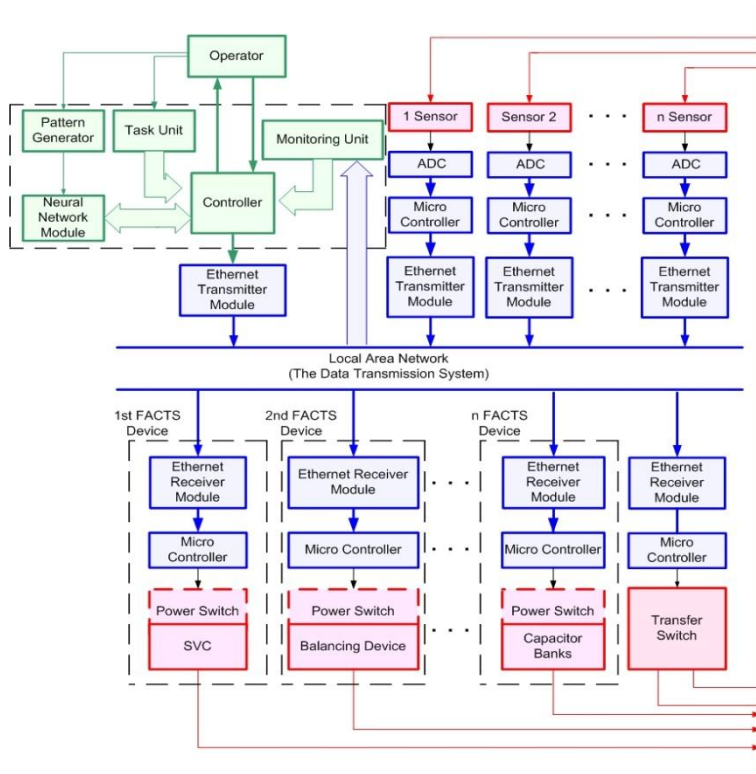 Operator
Pattern
Generator
Task Unit
Monitoring Unit
Neural
Network
Module
Controller
Ethernet
Transmitter
Module
1 Sensor
Sensor 2
. . .
n Sensor
ADC
ADC
. . .
ADC
Micro
Controller
Micro
Controller
. . .
Micro
Controller
Ethernet
Transmitter
Module
Ethernet
Transmitter
Module
. . .
Ethernet
Transmitter
Module
Local Area Network
(The Data Transmission System)
1st FACTS
Device
2nd FACTS
Device
n FACTS
Device
Ethernet
Receiver
Module
Ethernet Receiver
Module
. . .
Ethernet
Receiver
Module
Ethernet
Receiver
Module
Micro
Controller
Micro Controller
. . .
Micro Controller
Micro
Controller
Power Switch
SVC
Power Switch
Balancing Device
. . .
Power Switch
Capacitor
Banks
Transfer
Switch